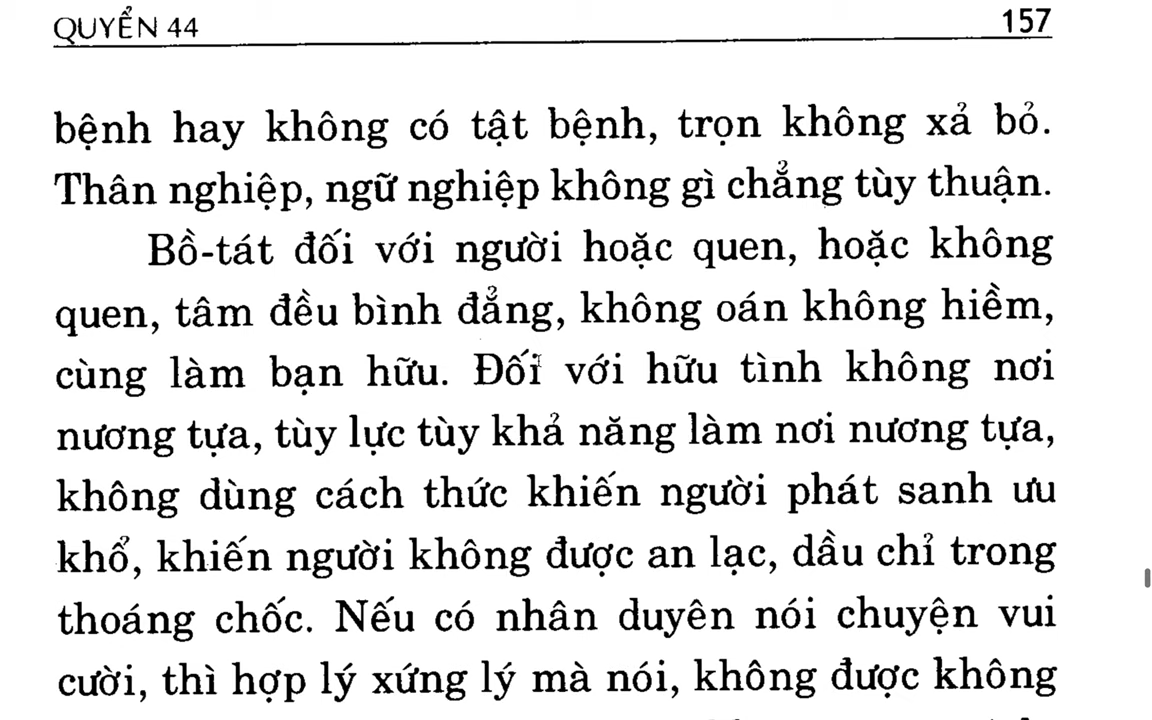 QUYỂN 44 157
bệnh hay không có tật bệnh, trọn không xả bỏ.
Thân nghiệp, ngữ nghiệp không gì chẳng tùy thuận.
Bồ-tát đối với người hoặc quen, hoặc không
quen, tâm đều bình đẳng, không oán không hiềm,
cùng làm bạn hữu. Đối với hữu tình không nơi
nương tựa, tùy lực tùy khả năng làm nơi nương tựa,
không dùng cách thức khiến người phát sanh ưu
khổ, khiến người không được an lạc, dầu chỉ trong
thoáng chốc. Nếu có nhân duyên nói chuyện vui
cười, thì hợp lý xứng lý mà nói, không được không